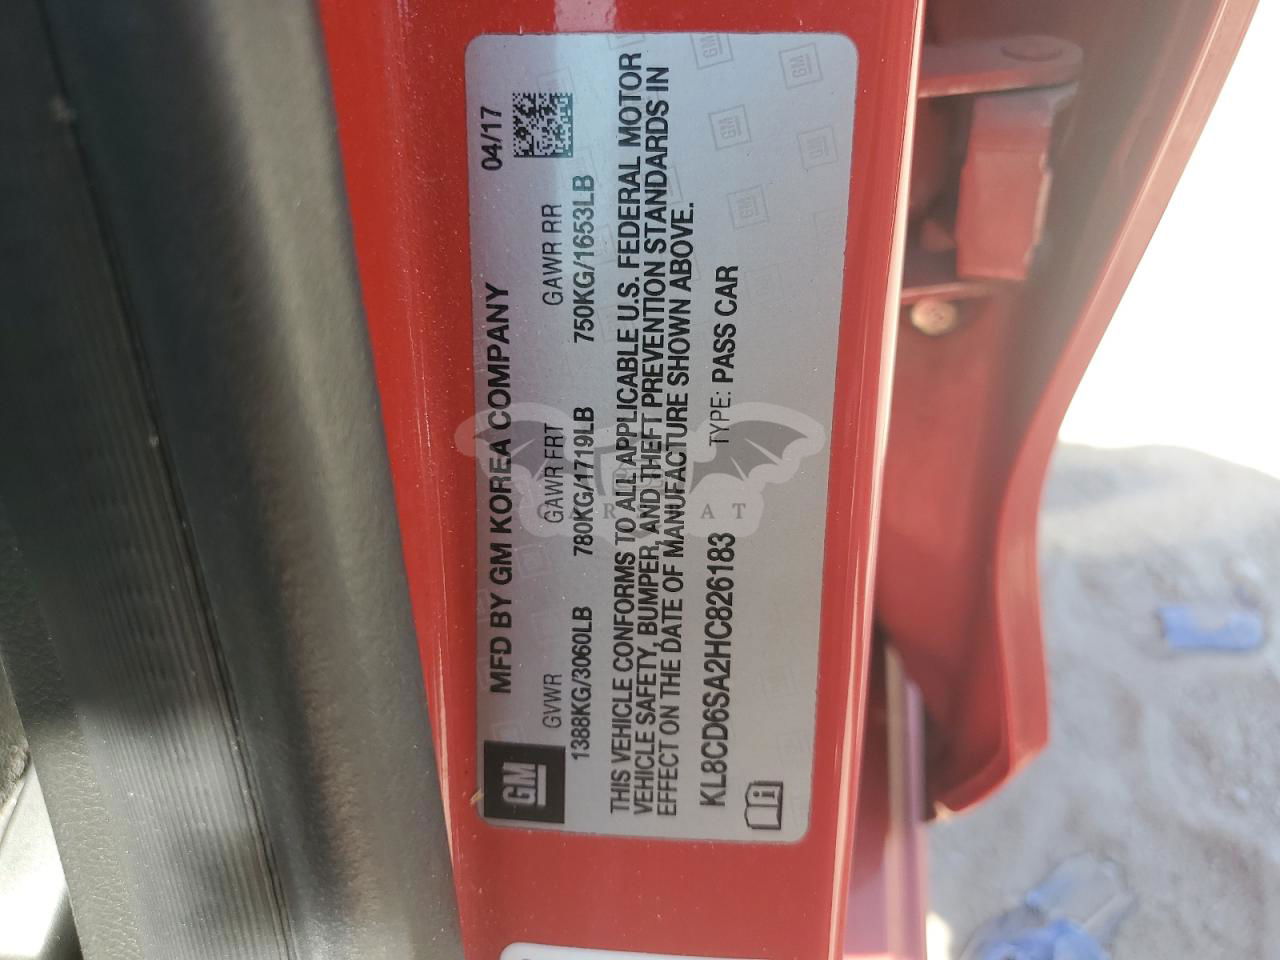 MFD BY GM KOREA COMPANY 04/17
GM
GVWR GAWR FRT GAWR RR
1388KG/3060LB 780KG/1719LB 750KG/1653LB
THIS VEHICLE CONFORMS TO ALL APPLICABLE U.S. FEDERAL MOTOR
VEHICLE SAFETY, BUMPER, AND THEFT PREVENTION STANDARDS IN
EFFECT ON THE DATE OF MANUFACTURE SHOWN ABOVE.
KL8CD6SA2HC826183 TYPE: PASS CAR